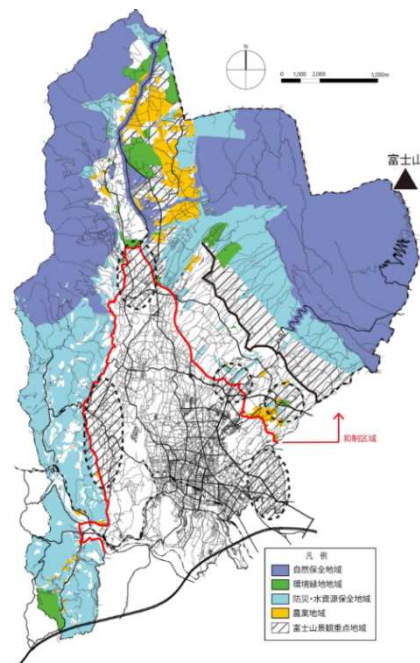 0 1,000 2,000 5,000m
富士山
抑制区域
凡例
自然保全地域
環境緑地地域
防災・水資源保全地域
農業地域
富士山景観重点地域